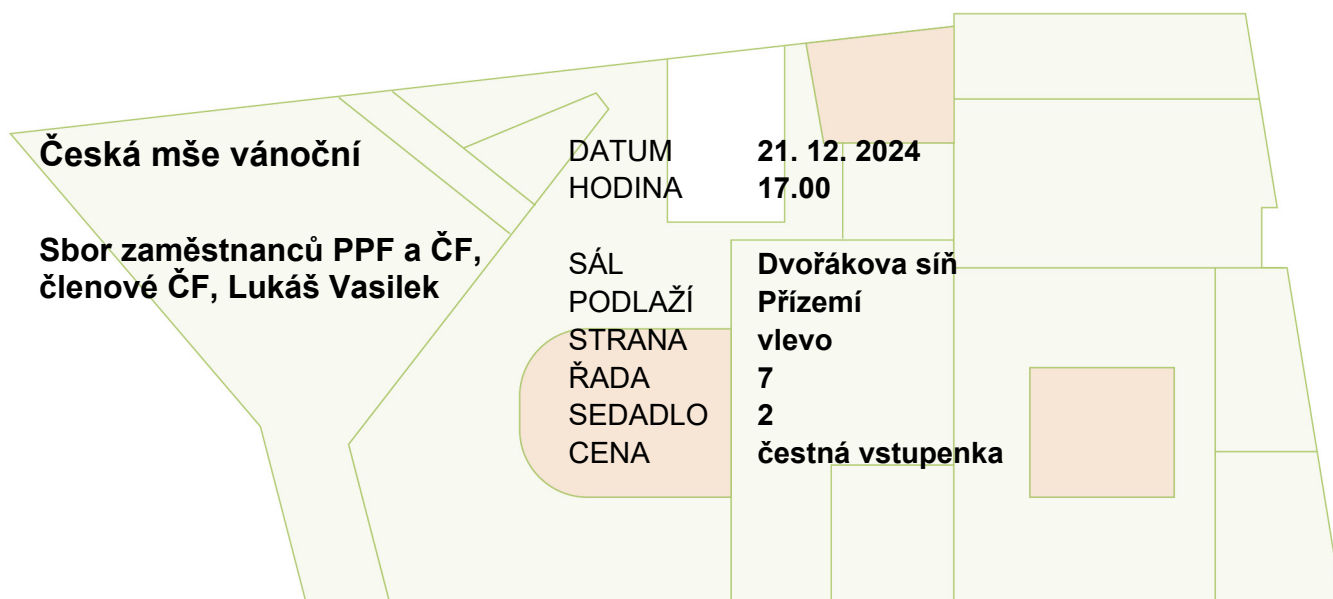 Česká mše vánoční
Sbor zaměstnanců PPF a ČF,
členové ČF, Lukáš Vasilek
DATUM 21. 12. 2024
HODINA 17.00
SÁL Dvořákova síň
PODLAŽÍ Přízemí
STRANA vlevo
ŘADA 7
SEDADLO 2
CENA čestná vstupenka